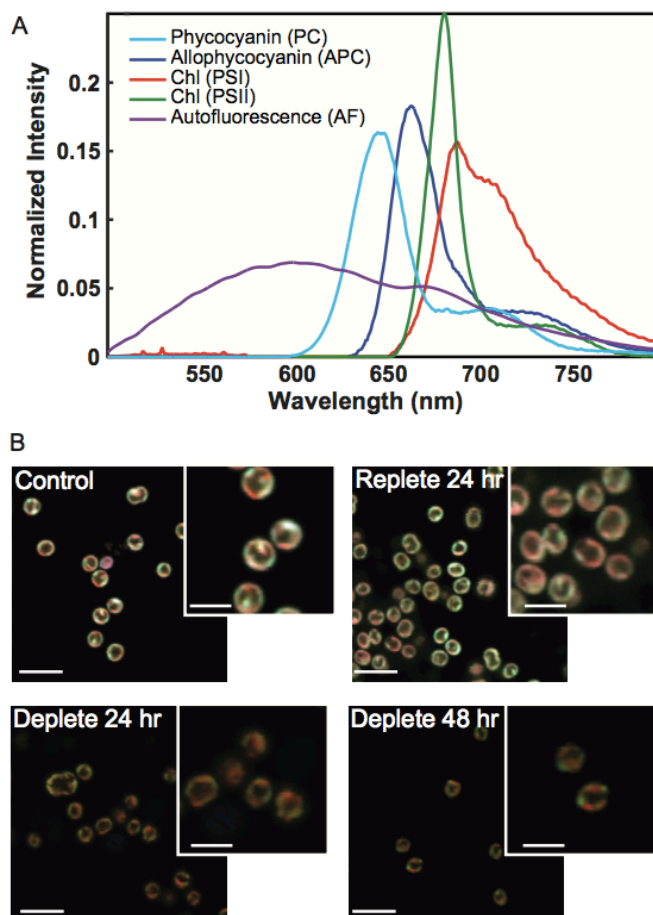 A
Phycocyanin (PC)
Allophycocyanin (APC)
Chl (PSI)
Chl (PSII)
Autofluorescence (AF)
Normalized Intensity
0.2
0.15
0.1
0.05
0
550
600
650
700
750
Wavelength (nm)
B
Control
Replete 24 hr
Deplete 24 hr
Deplete 48 hr